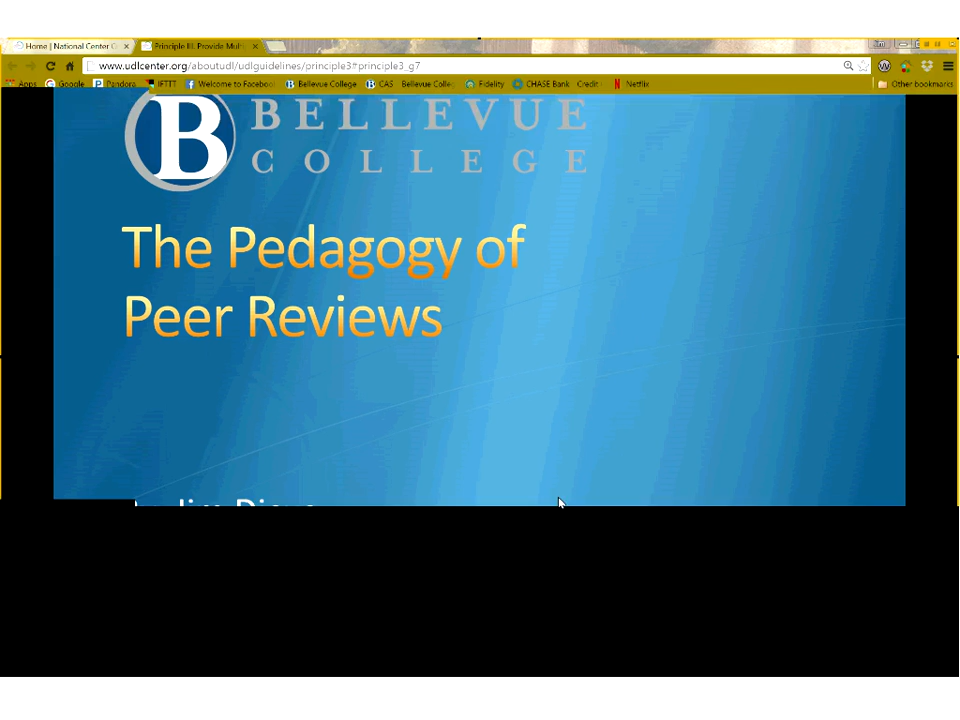 Home | National Center O
Principle III. Provide Mult
www.udlcenter.org/aboutudl/udlguidelines/principle3#principle3_g7
Apps Google Pandora IFTTT Welcome to Facebool Bellevue College CAS Bellevue Colle Fidelity CHASE Bank Credit Netflix Other bookmarks
B BELLEVUE
COLLEGE
The Pedagogy of
Peer Reviews